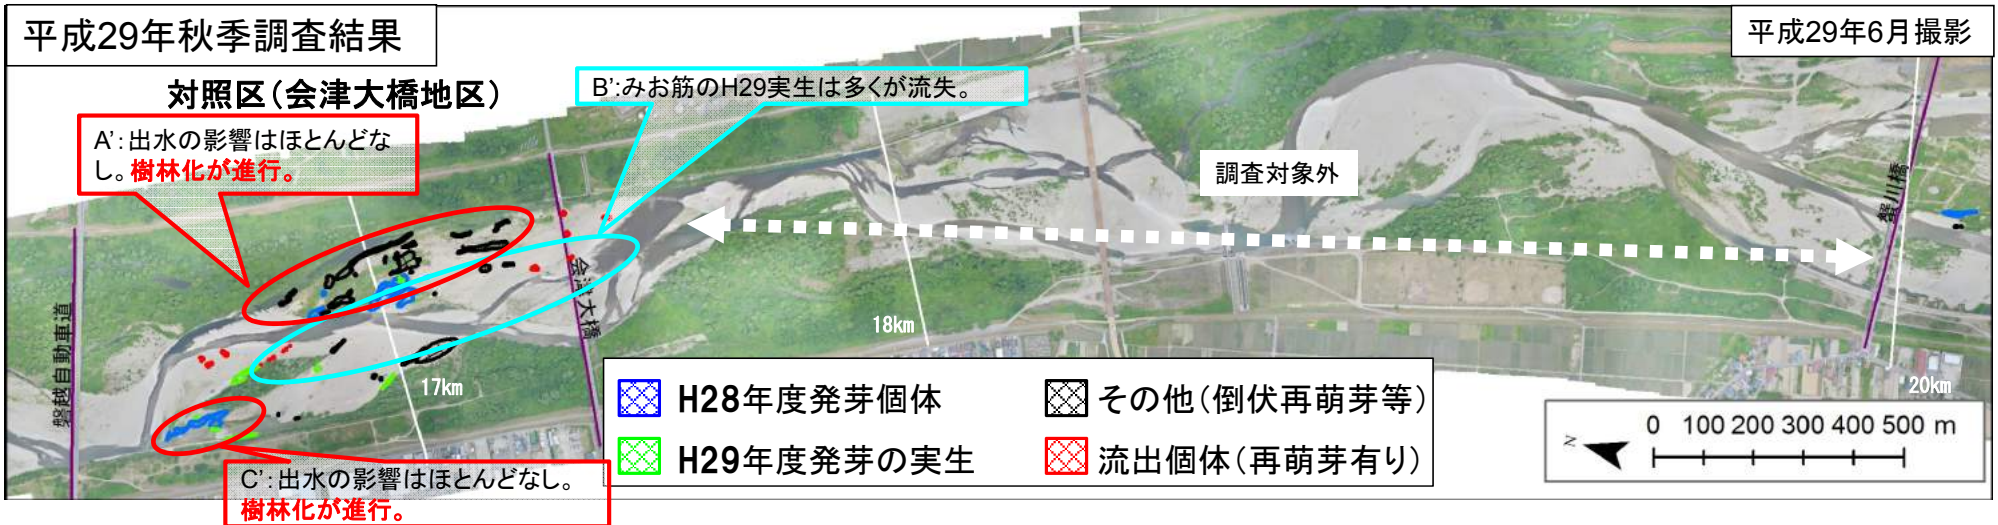 平成29年秋季調査結果
平成29年6月撮影
対照区(会津大橋地区)
B':みお筋のH29実生は多くが流失。
A':出水の影響はほとんどな
し。樹林化が進行。
調査対象外
蟹川橋
会津大橋
磐越自動車道
18km
17km
20km
H28年度発芽個体
その他(倒伏再萌芽等)
H29年度発芽の実生
流出個体(再萌芽有り)
N
0 100 200 300 400 500 m
C':出水の影響はほとんどなし。
樹林化が進行。